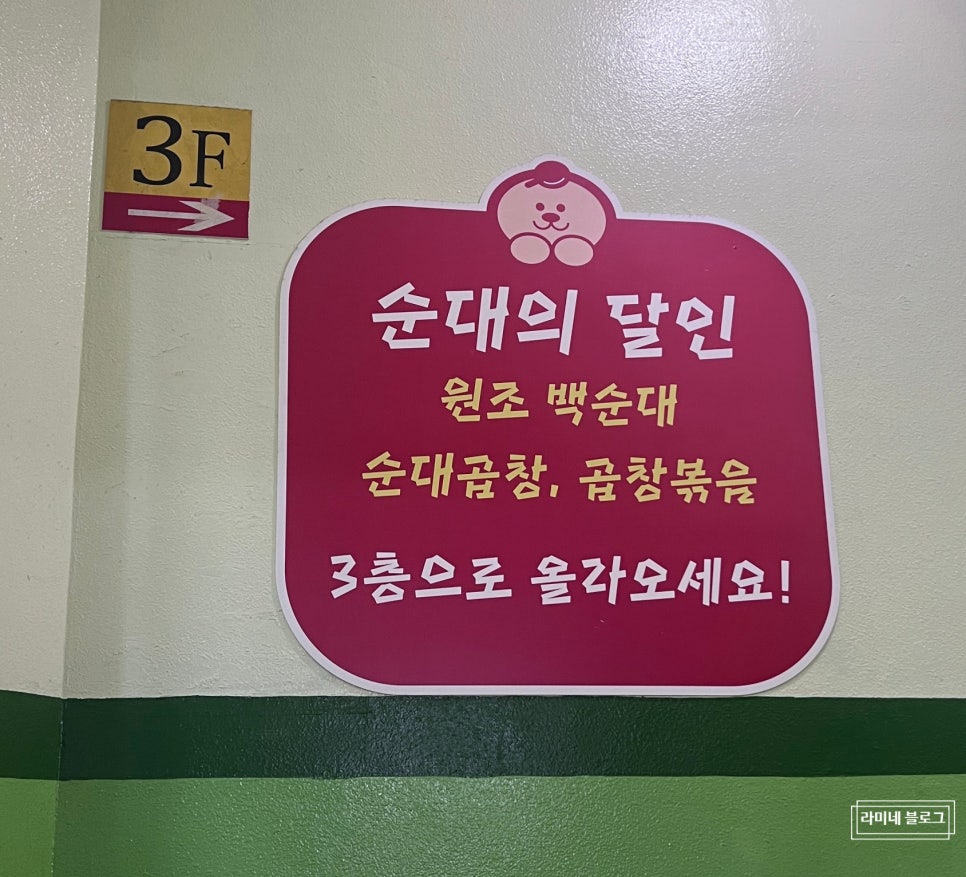 3F
순대의 달인
원조 백순대
순대곱창, 곱창볶음
3층으로 올라오세요!
라미네 블로그